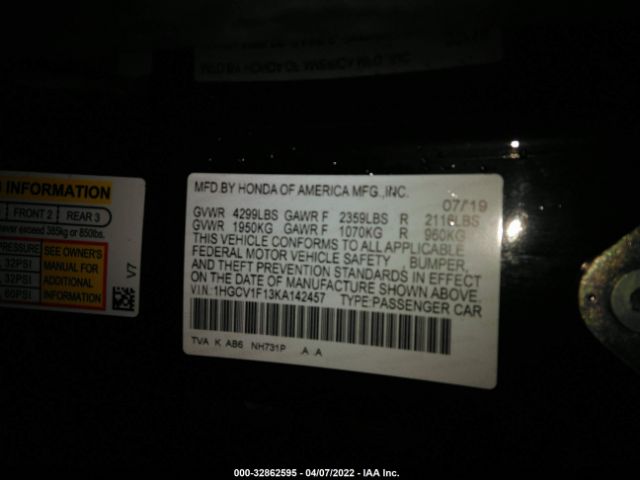 MFD.BY HONDA OF AMERICA MFG.,INC.
07/19
GVWR 4299LBS GAWR F 2359LBS R 2116LBS
GVWR 1950KG GAWR F 1070KG R 960KG
THIS VEHICLE CONFORMS TO ALL APPLICABLE
FEDERAL MOTOR VEHICLE SAFETY BUMPER,
AND THEFT PREVENTION STANDARDS IN EFFECT
ON THE DATE OF MANUFACTURE SHOWN ABOVE.
VIN:1HGCV1F13KA142457 TYPE:PASSENGER CAR
TVA K AB6 NH731P A A
INFORMATION
FRONT 2 REAR 3
exceed 385kg or 850lbs.
PRESSURE
32PSI
32PSI
60PSI
SEE OWNER'S
MANUAL FOR
ADDITIONAL
INFORMATION
V7
000-32862595 - 04/07/2022 - IAA Inc.